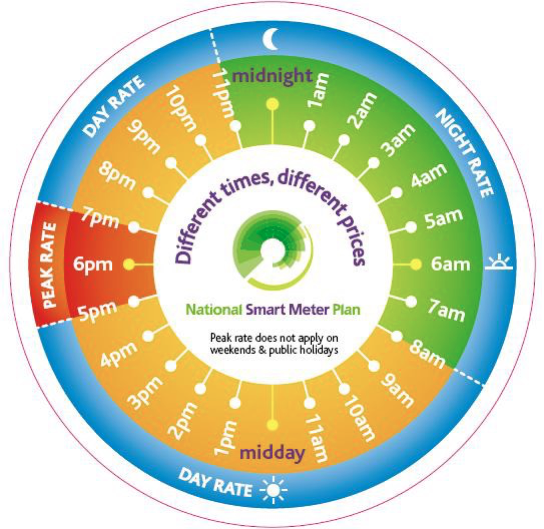 midnight
1am
2am
3am
4am
5am
6am
7am
8am
9am
10am
11am
midday
1pm
2pm
3pm
4pm
5pm
6pm
7pm
8pm
9pm
10pm
11pm
NIGHT RATE
DAY RATE
PEAK RATE
DAY RATE
Different times, different prices
National Smart Meter Plan
Peak rate does not apply on
weekends & public holidays